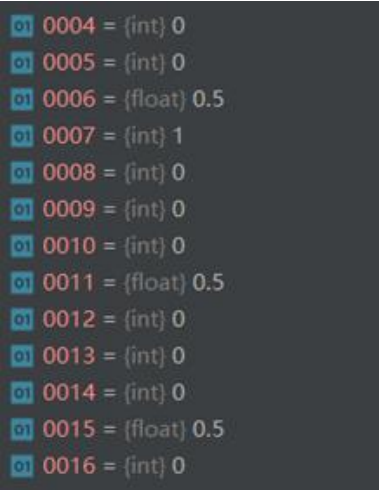 01 0004 = {int} 0
01 0005 = {int} 0
01 0006 = {float} 0.5
01 0007 = {int} 1
01 0008 = {int} 0
01 0009 = {int} 0
01 0010 = {int} 0
01 0011 = {float} 0.5
01 0012 = {int} 0
01 0013 = {int} 0
01 0014 = {int} 0
01 0015 = {float} 0.5
01 0016 = {int} 0